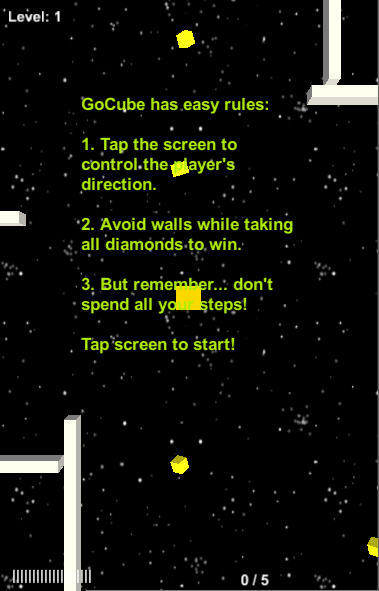 Level: 1
GoCube has easy rules:
1. Tap the screen to
control the player's
direction.
2. Avoid walls while taking
all diamonds to win.
3. But remember... don't
spend all your steps!
Tap screen to start!
0 / 5